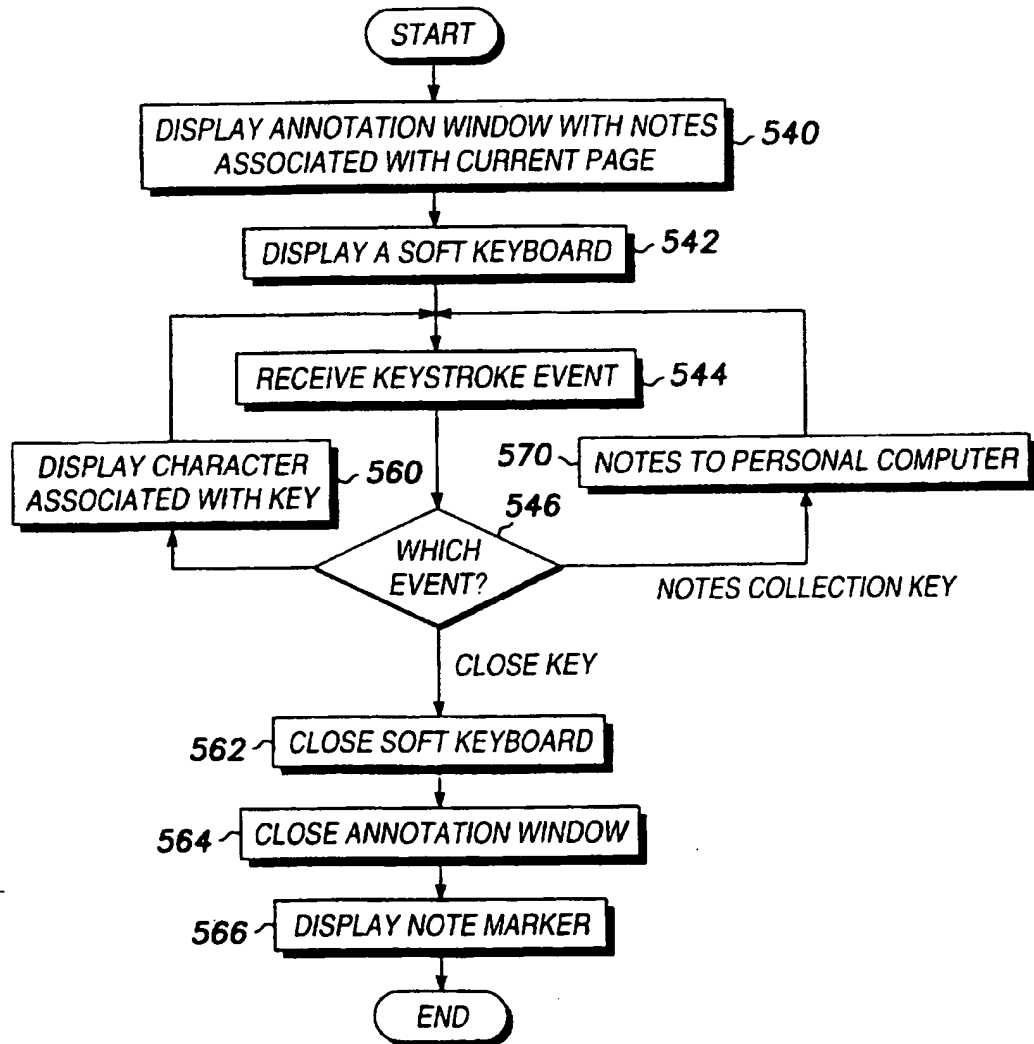 START
DISPLAY ANNOTATION WINDOW WITH NOTES
ASSOCIATED WITH CURRENT PAGE
540
DISPLAY A SOFT KEYBOARD
542
RECEIVE KEYSTROKE EVENT
544
DISPLAY CHARACTER
ASSOCIATED WITH KEY
560
570
NOTES TO PERSONAL COMPUTER
546
WHICH
EVENT?
NOTES COLLECTION KEY
CLOSE KEY
562
CLOSE SOFT KEYBOARD
564
CLOSE ANNOTATION WINDOW
566
DISPLAY NOTE MARKER
END